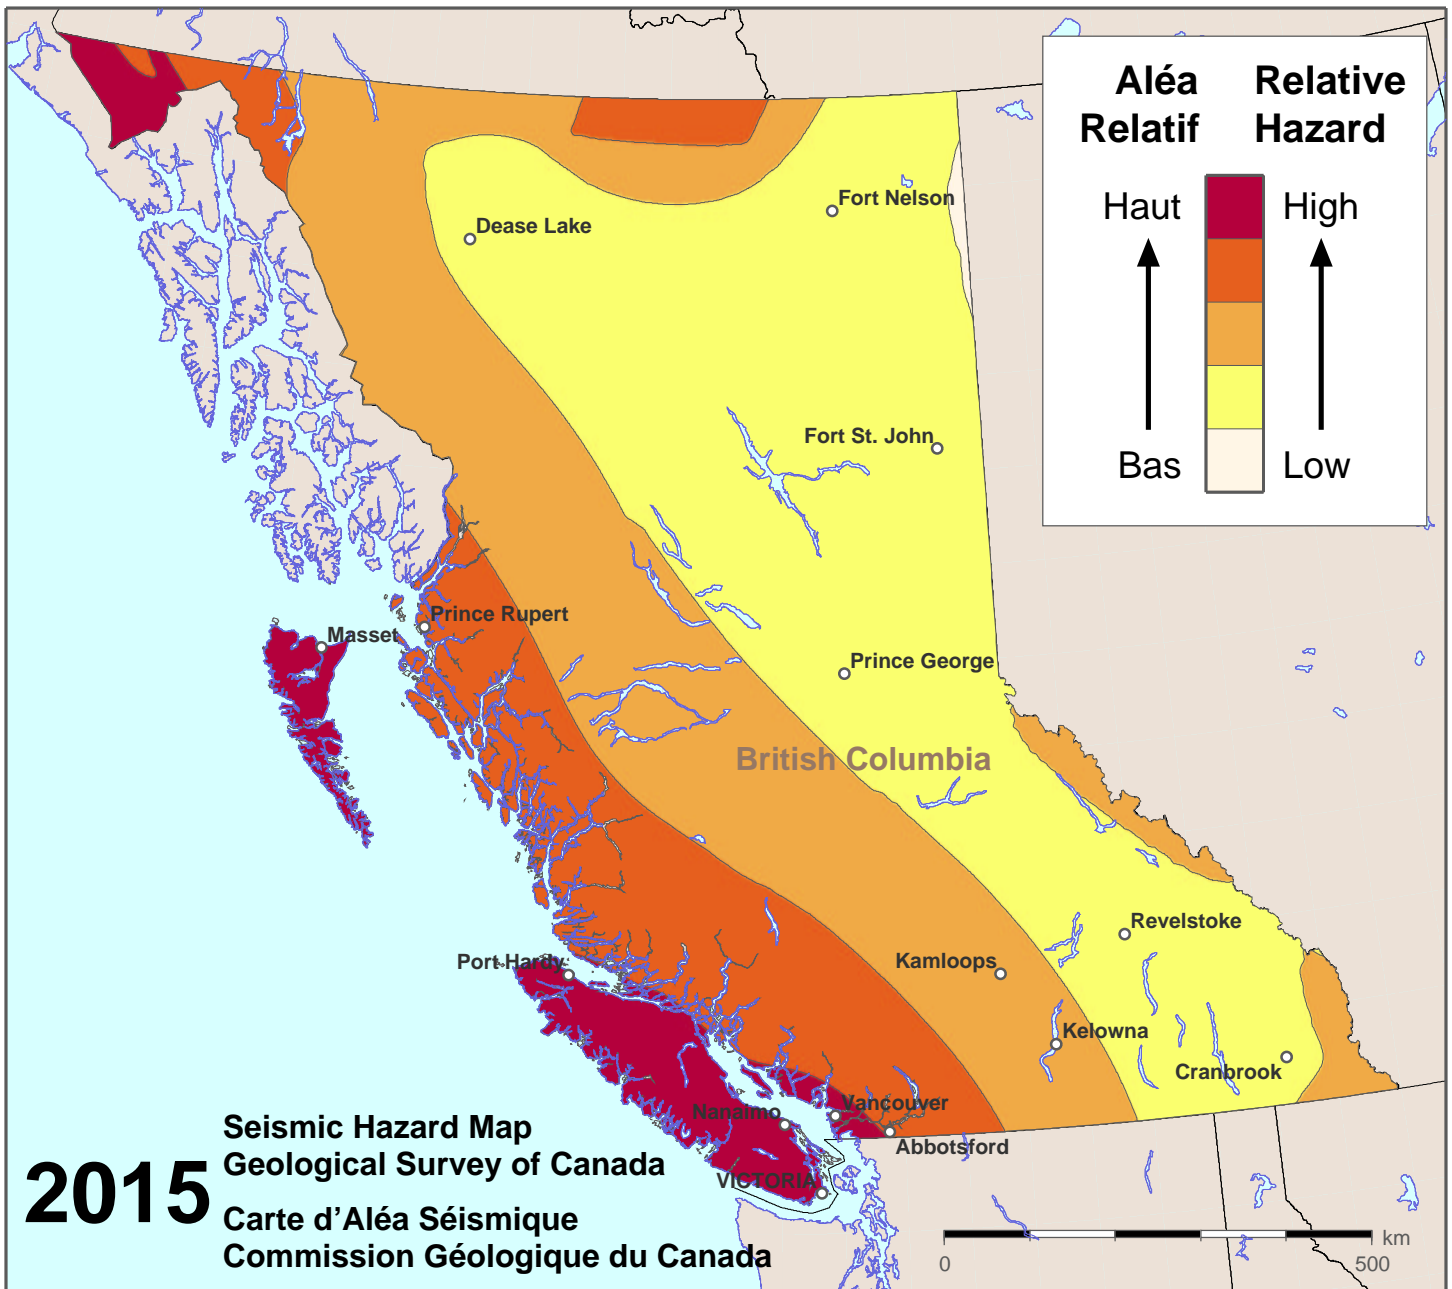 Aléa Relatif
Relative Hazard
Haut
High
Bas
Low
Fort Nelson
Dease Lake
Fort St. John
Prince Rupert
Masset
Prince George
British Columbia
Revelstoke
Kamloops
Port Hardy
Kelowna
Cranbrook
Vancouver
Nanaimo
Abbotsford
VICTORIA
2015
Seismic Hazard Map
Geological Survey of Canada
Carte d'Aléa Séismique
Commission Géologique du Canada
km
0
500